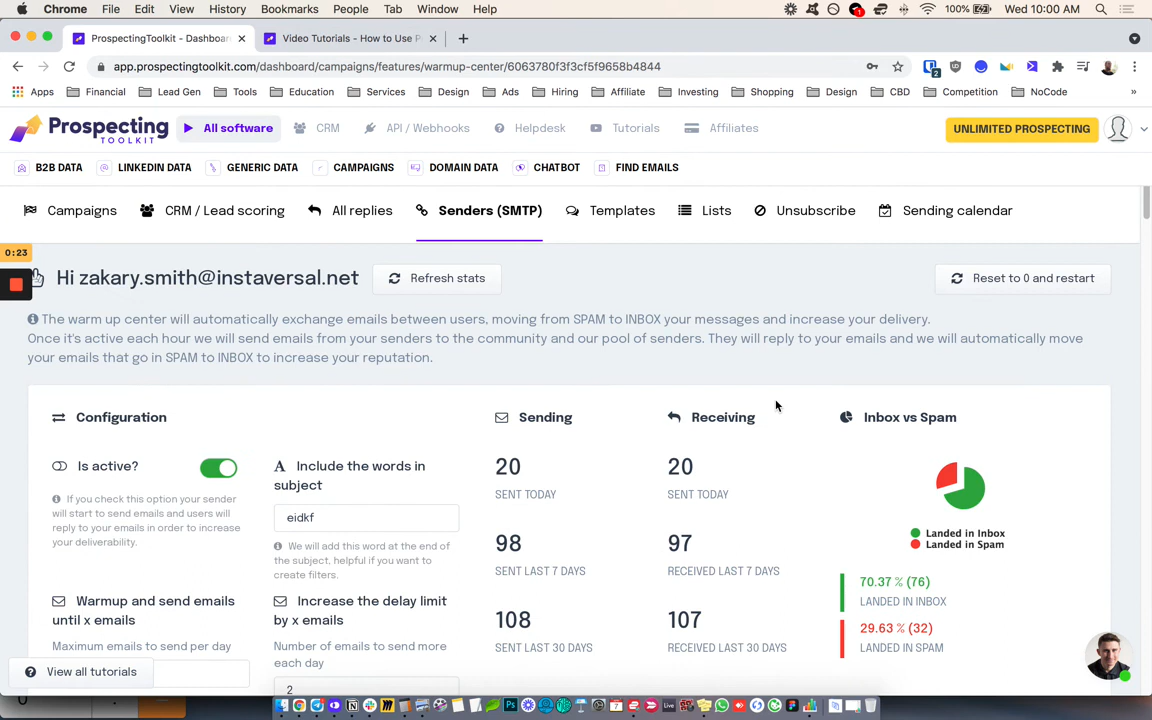 Chrome File Edit View History Bookmarks People Tab Window Help 100% Wed 10:00 AM
ProspectingToolkit - Dashboar Video Tutorials - How to Use P
app.prospectingtoolkit.com/dashboard/campaigns/features/warmup-center/6063780f3f3cf5f9658b4844
Apps Financial Lead Gen Tools Education Services Design Ads Hiring Affiliate Investing Shopping Design CBD Competition NoCode »
Prospecting TOOLKIT All software CRM API / Webhooks Helpdesk Tutorials Affiliates UNLIMITED PROSPECTING
B2B DATA LINKEDIN DATA GENERIC DATA CAMPAIGNS DOMAIN DATA CHATBOT FIND EMAILS
Campaigns CRM / Lead scoring All replies Senders (SMTP) Templates Lists Unsubscribe Sending calendar
0:23
Hi zakary.smith@instaversal.net Refresh stats Reset to 0 and restart
The warm up center will automatically exchange emails between users, moving from SPAM to INBOX your messages and increase your delivery.
Once it's active each hour we will send emails from your senders to the community and our pool of senders. They will reply to your emails and we will automatically move
your emails that go in SPAM to INBOX to increase your reputation.
Configuration
Is active?
If you check this option your sender
will start to send emails and users will
reply to your emails in order to increase
your deliverability.
Warmup and send emails
until x emails
Maximum emails to send per day
View all tutorials
Include the words in
subject
eidkf
We will add this word at the end of
the subject, helpful if you want to
create filters.
Increase the delay limit
by x emails
Number of emails to send more
each day
2
Sending
20
SENT TODAY
98
SENT LAST 7 DAYS
108
SENT LAST 30 DAYS
Receiving
20
SENT TODAY
97
RECEIVED LAST 7 DAYS
107
RECEIVED LAST 30 DAYS
Inbox vs Spam
Landed in Inbox
Landed in Spam
70.37 % (76)
LANDED IN INBOX
29.63 % (32)
LANDED IN SPAM